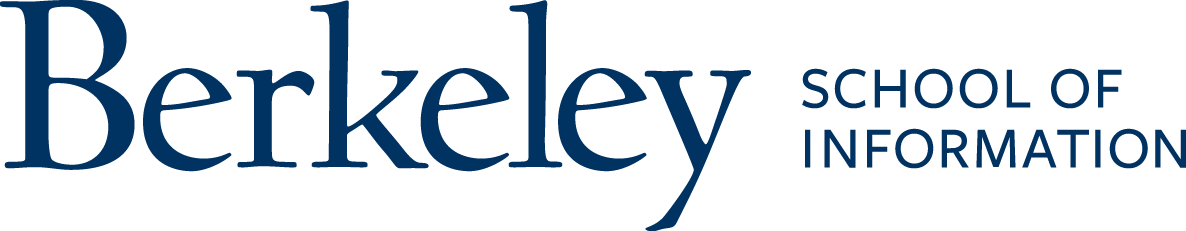 Berkeley
SCHOOL OF
INFORMATION